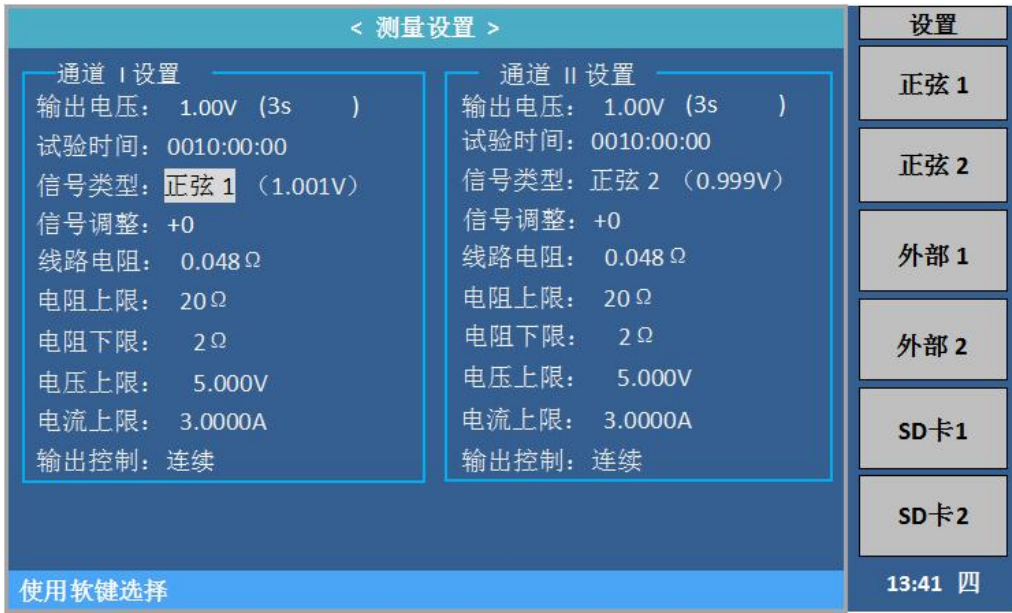 < 测量设置 >
通道 I 设置
输出电压： 1.00V (3s )
试验时间：0010:00:00
信号类型：正弦 1 （1.001V）
信号调整：+0
线路电阻： 0.048Ω
电阻上限： 20Ω
电阻下限： 2Ω
电压上限： 5.000V
电流上限： 3.0000A
输出控制：连续
通道 II 设置
输出电压： 1.00V (3s )
试验时间：0010:00:00
信号类型：正弦 2 （0.999V）
信号调整：+0
线路电阻： 0.048Ω
电阻上限： 20Ω
电阻下限： 2Ω
电压上限： 5.000V
电流上限： 3.0000A
输出控制：连续
使用软键选择
设置
正弦 1
正弦 2
外部 1
外部 2
SD卡1
SD卡2
13:41 四